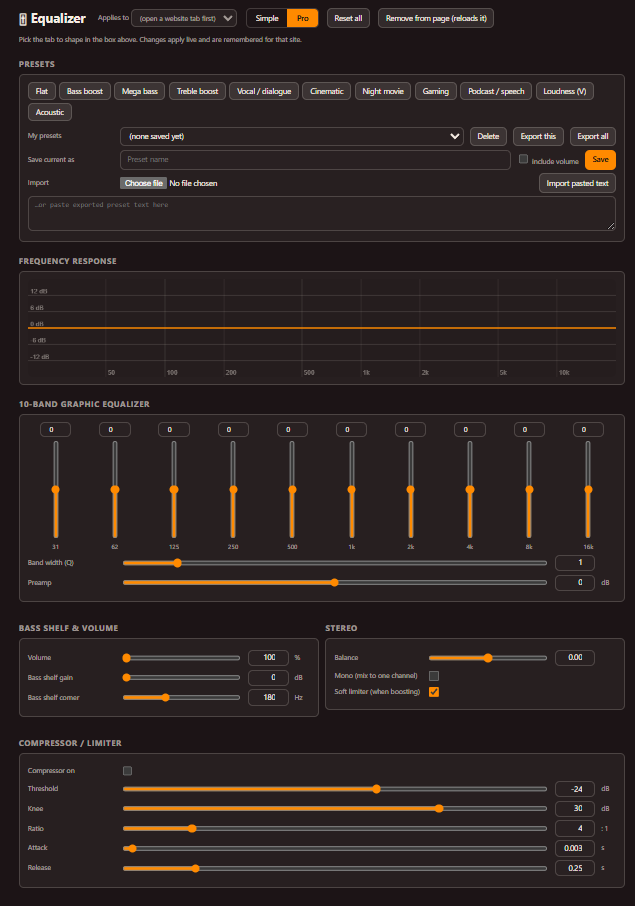 Equalizer Applies to (open a website tab first) Simple Pro Reset all Remove from page (reloads it)
Pick the tab to shape in the box above. Changes apply live and are remembered for that site.
PRESETS
Flat Bass boost Mega bass Treble boost Vocal / dialogue Cinematic Night movie Gaming Podcast / speech Loudness (V)
Acoustic
My presets (none saved yet) Delete Export this Export all
Save current as Preset name Include volume Save
Import Choose file No file chosen Import pasted text
…or paste exported preset text here
FREQUENCY RESPONSE
12 dB
6 dB
0 dB
-6 dB
-12 dB
50 100 200 500 1k 2k 5k 10k
10-BAND GRAPHIC EQUALIZER
0 0 0 0 0 0 0 0 0 0
31 62 125 250 500 1k 2k 4k 8k 16k
Band width (Q) 1
Preamp 0 dB
BASS SHELF & VOLUME STEREO
Volume 100 % Balance 0.00
Bass shelf gain 0 dB Mono (mix to one channel)
Bass shelf corner 180 Hz Soft limiter (when boosting)
COMPRESSOR / LIMITER
Compressor on
Threshold -24 dB
Knee 30 dB
Ratio 4 : 1
Attack 0.003 s
Release 0.25 s